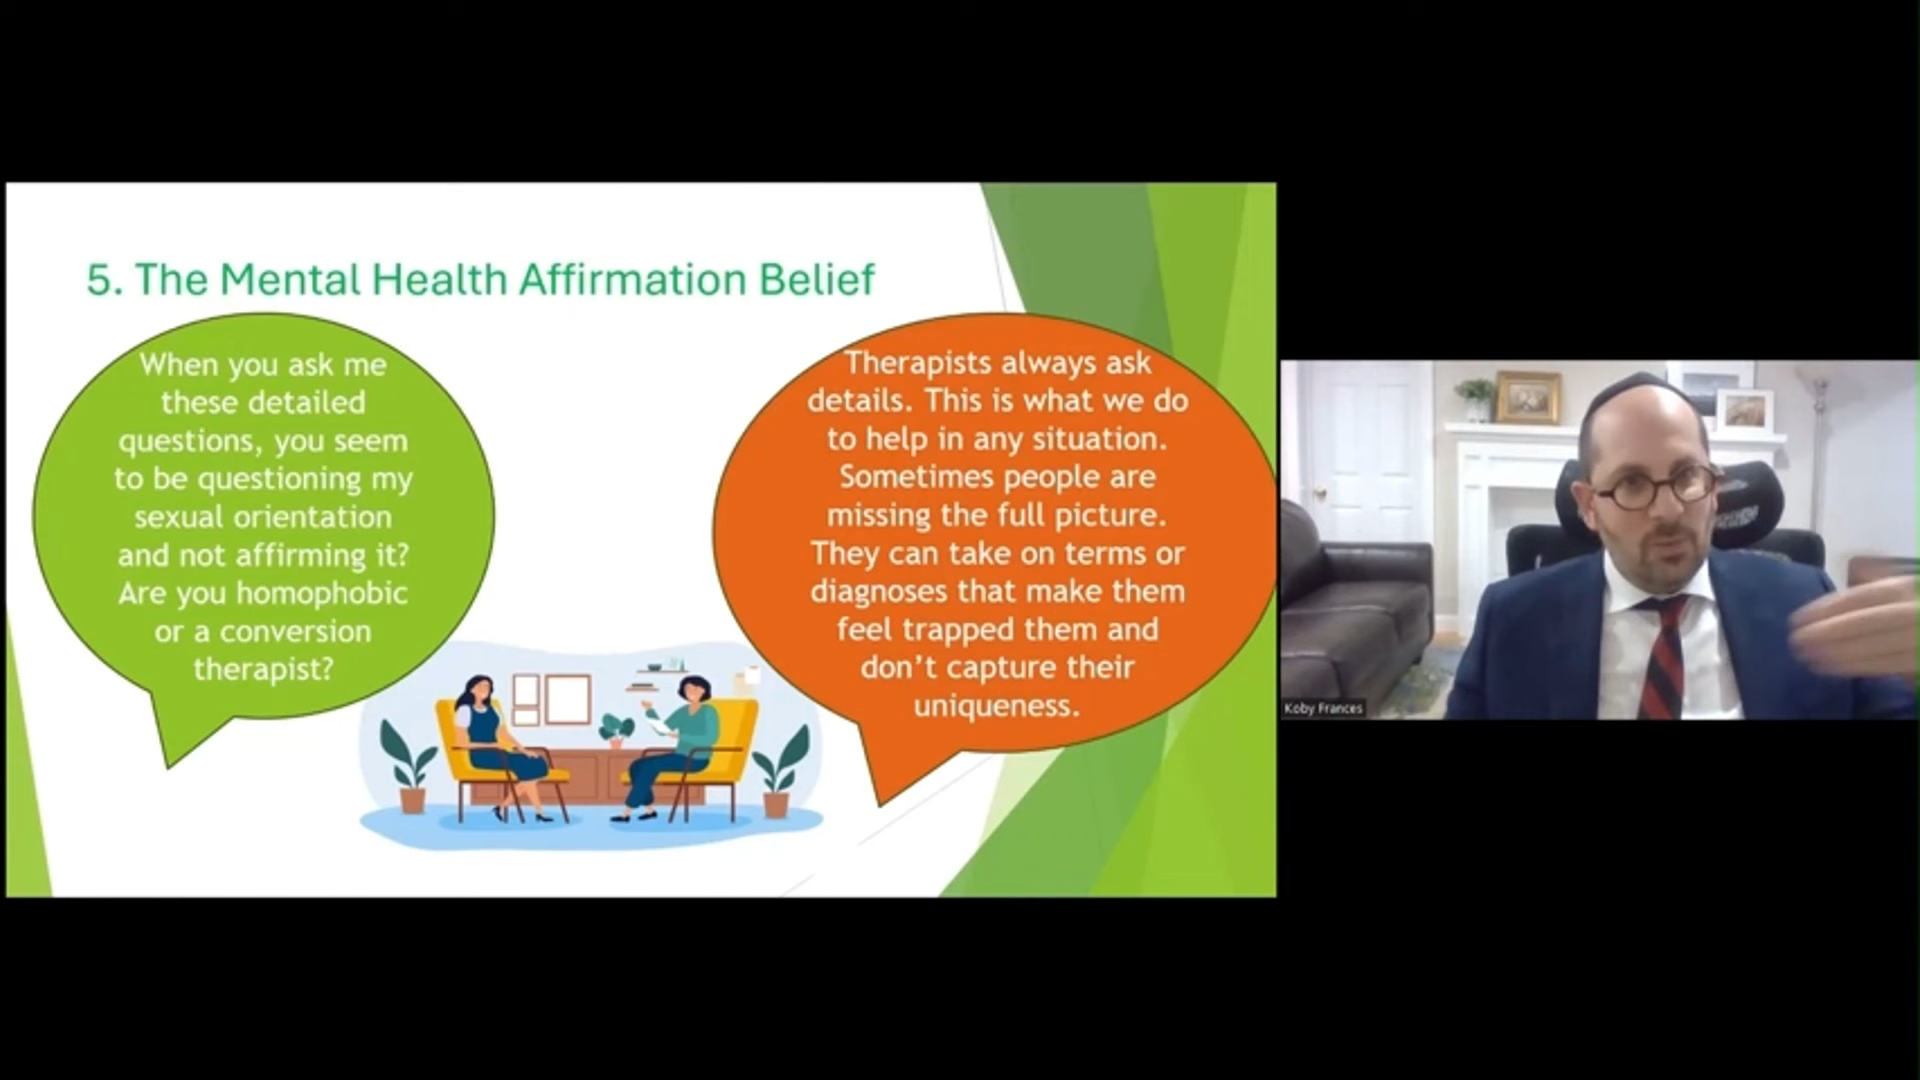 5. The Mental Health Affirmation Belief
When you ask me
these detailed
questions, you seem
to be questioning my
sexual orientation
and not affirming it?
Are you homophobic
or a conversion
therapist?
Therapists always ask
details. This is what we do
to help in any situation.
Sometimes people are
missing the full picture.
They can take on terms or
diagnoses that make them
feel trapped them and
don't capture their
uniqueness.
Koby Frances